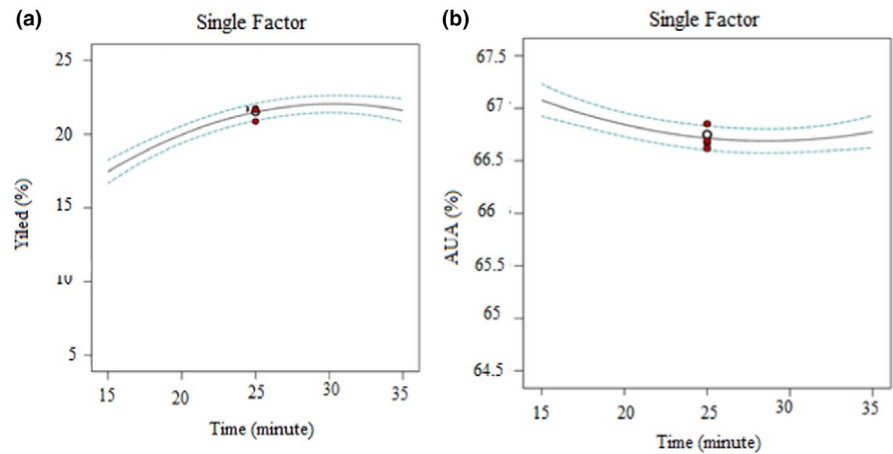 (a)
Single Factor
25
20
15
10
5
Yiled (%)
15 20 25 30 35
Time (minute)
(b)
Single Factor
67.5
67
66.5
66
65.5
65
64.5
AUA (%)
15 20 25 30 35
Time (minute)